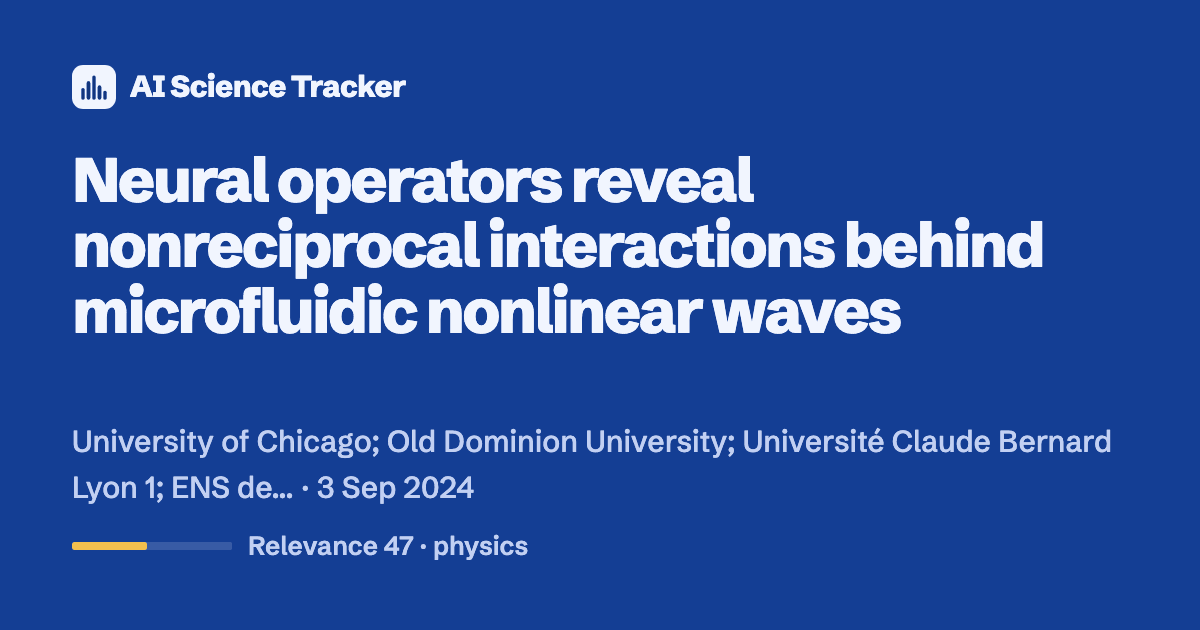 AI Science Tracker
Neural operators reveal
nonreciprocal interactions behind
microfluidic nonlinear waves
University of Chicago; Old Dominion University; Université Claude Bernard
Lyon 1; ENS de... · 3 Sep 2024
Relevance 47 · physics